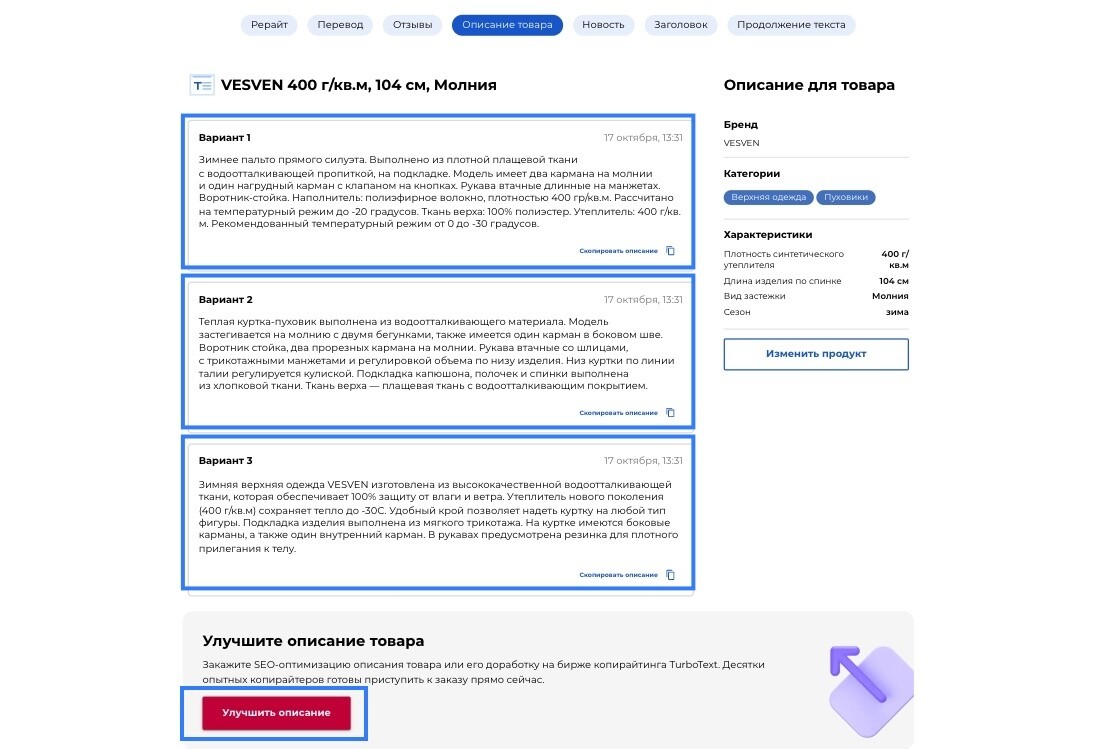 Рерайт
Перевод
Отзывы
Описание товара
Новость
Заголовок
Продолжение текста
VESVEN 400 г/кв.м, 104 см, Молния
Вариант 1
17 октября, 13:31
Зимнее пальто прямого силуэта. Выполнено из плотной плащевой ткани
с водоотталкивающей пропиткой, на подкладке. Модель имеет два кармана на молнии
и один нагрудный карман с клапаном на кнопках. Рукава втачные длинные на манжетах.
Воротник-стойка. Наполнитель: полиэфирное волокно, плотностью 400 гр/кв.м. Рассчитано
на температурный режим до -20 градусов. Ткань верха: 100% полиэстер. Утеплитель: 400 г/кв.
м. Рекомендованный температурный режим от 0 до -30 градусов.
Скопировать описание
Вариант 2
17 октября, 13:31
Теплая куртка-пуховик выполнена из водоотталкивающего материала. Модель
застегивается на молнию с двумя бегунками, также имеется один карман в боковом шве.
Воротник стойка, два прорезных кармана на молнии. Рукава втачные со шлицами,
с трикотажными манжетами и регулировкой объема по низу изделия. Низ куртки по линии
талии регулируется кулиской. Подкладка капюшона, полочек и спинки выполнена
из хлопковой ткани. Ткань верха — плащевая ткань с водоотталкивающим покрытием.
Скопировать описание
Вариант 3
17 октября, 13:31
Зимняя верхняя одежда VESVEN изготовлена из высококачественной водоотталкивающей
ткани, которая обеспечивает 100% защиту от влаги и ветра. Утеплитель нового поколения
(400 г/кв.м) сохраняет тепло до -30С. Удобный крой позволяет надеть куртку на любой тип
фигуры. Подкладка изделия выполнена из мягкого трикотажа. На куртке имеются боковые
карманы, а также один внутренний карман. В рукавах предусмотрена резинка для плотного
прилегания к телу.
Скопировать описание
Описание для товара
Бренд
VESVEN
Категории
Верхняя одежда
Пуховики
Характеристики
Плотность синтетического 400 г/
утеплителя кв.м
Длина изделия по спинке 104 см
Вид застежки Молния
Сезон зима
Изменить продукт
Улучшите описание товара
Закажите SEO-оптимизацию описания товара или его доработку на бирже копирайтинга TurboText. Десятки
опытных копирайтеров готовы приступить к заказу прямо сейчас.
Улучшить описание